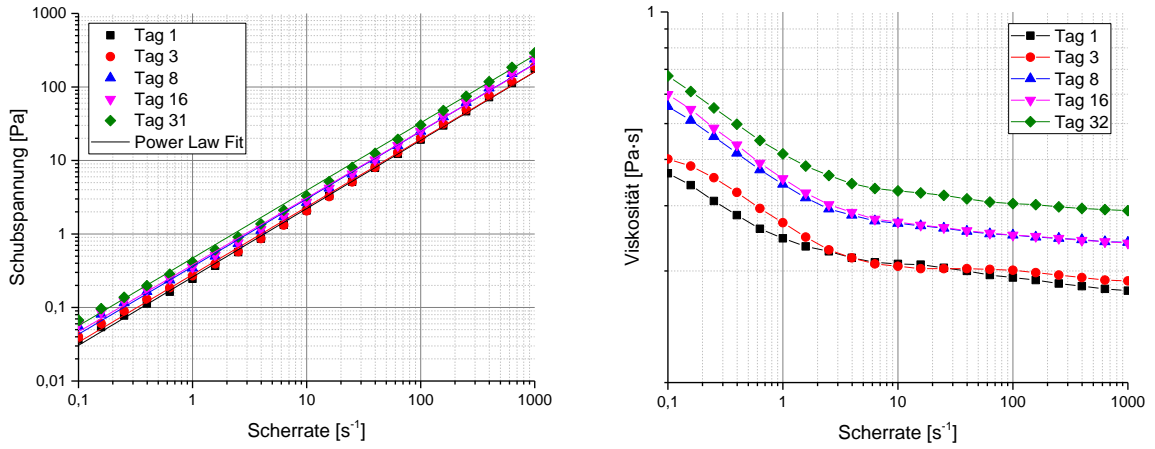 1000
100
10
1
0,1
0,01
Schubspannung [Pa]
Tag 1
Tag 3
Tag 8
Tag 16
Tag 31
Power Law Fit
0,1
1
10
100
1000
Scherrate [s⁻¹]
1
Viskosität [Pa·s]
Tag 1
Tag 3
Tag 8
Tag 16
Tag 32
0,1
1
10
100
1000
Scherrate [s⁻¹]